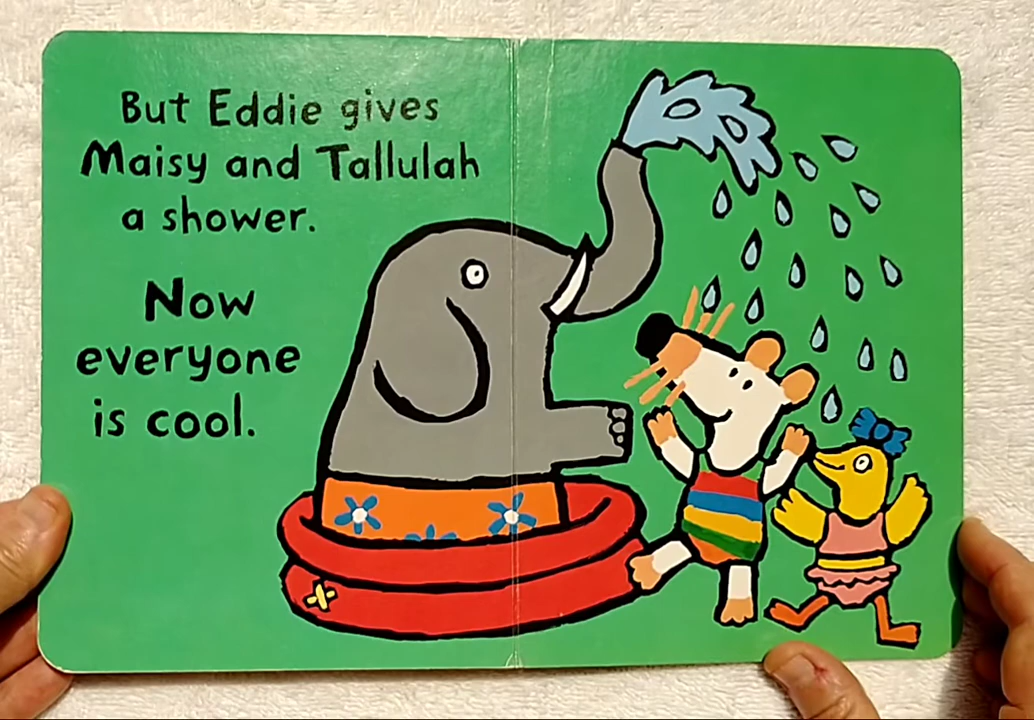 But Eddie gives
Maisy and Tallulah
a shower.
Now
everyone
is cool.